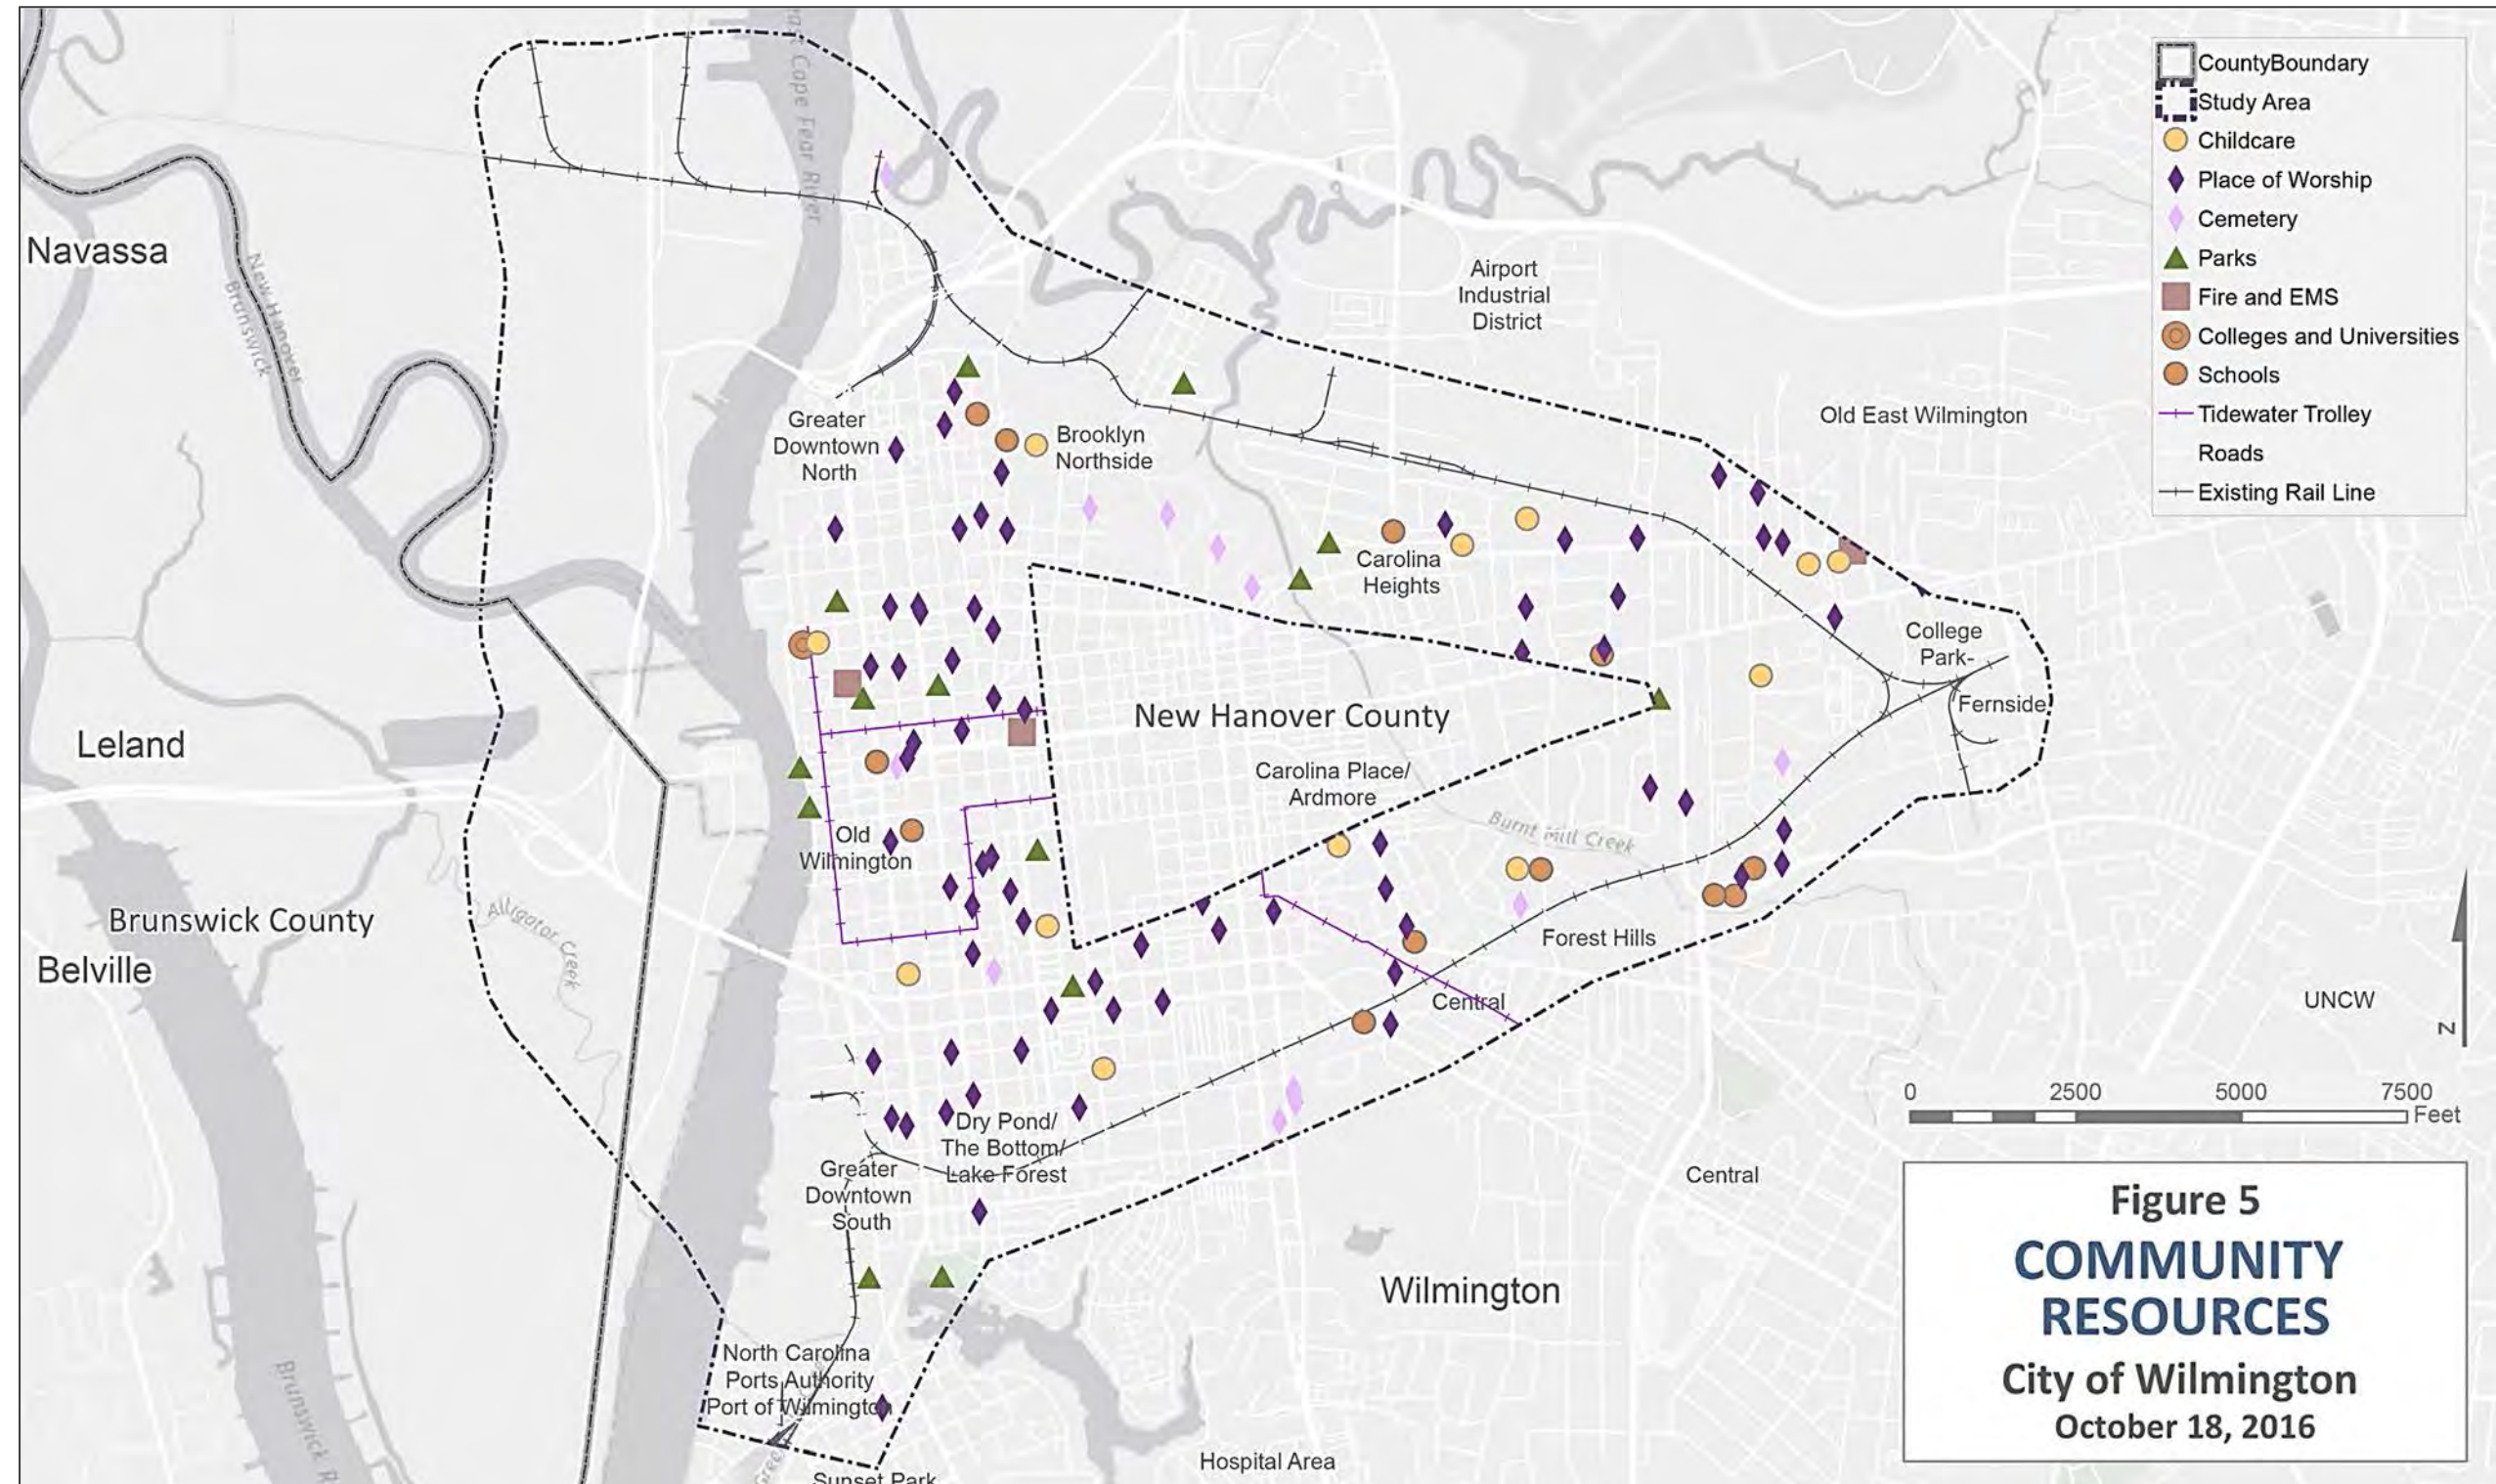 CountyBoundary
Study Area
Childcare
Place of Worship
Cemetery
Parks
Fire and EMS
Colleges and Universities
Schools
Tidewater Trolley
Roads
Existing Rail Line
Cape Fear River
Navassa
New Hanover
Brunswick
Airport
Industrial
District
Old East Wilmington
Greater
Downtown
North
Brooklyn
Northside
Carolina
Heights
College
Park-
Fernside
New Hanover County
Leland
Carolina Place/
Ardmore
Burnt Mill Creek
Old
Wilmington
Brunswick County
Belville
Alligator Creek
Forest Hills
Central
UNCW
N
0 2500 5000 7500
Feet
Dry Pond/
The Bottom/
Lake Forest
Greater
Downtown
South
Central
Wilmington
North Carolina
Ports Authority
Port of Wilmington
Brunswick R
Hospital Area
Sunset Park
Figure 5
COMMUNITY
RESOURCES
City of Wilmington
October 18, 2016